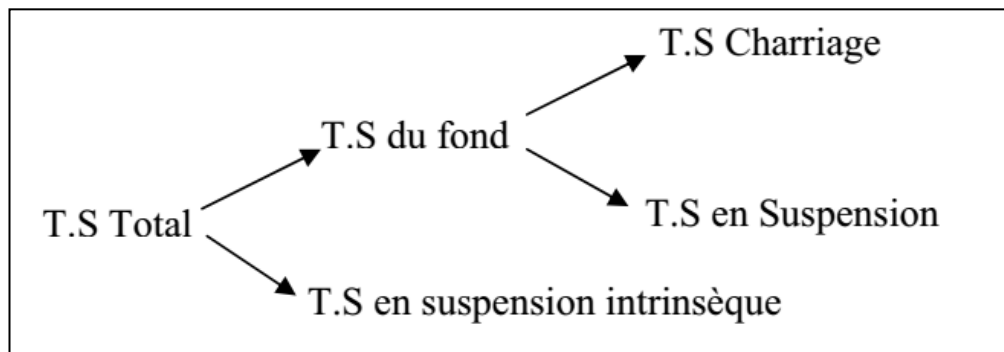 T.S Charriage
T.S du fond
T.S en Suspension
T.S Total
T.S en suspension intrinsèque